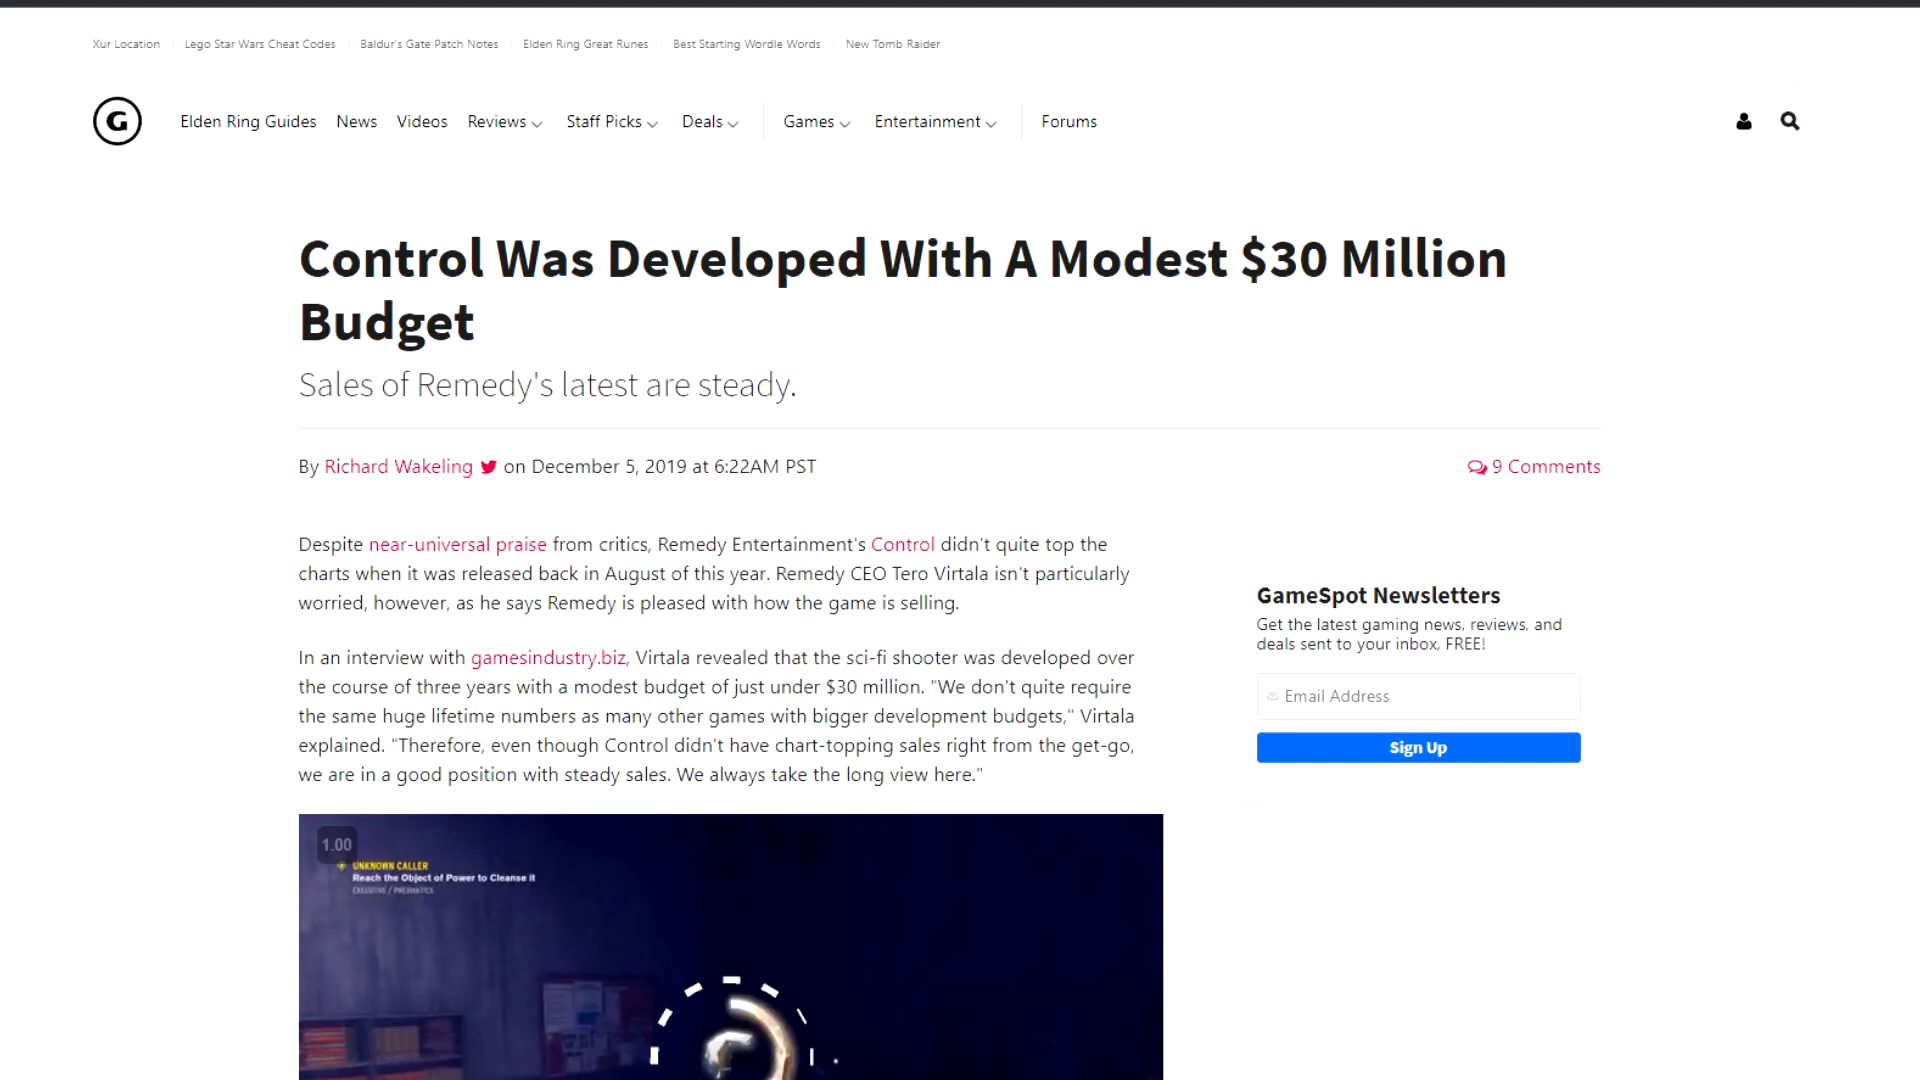 Xur Location Lego Star Wars Cheat Codes Baldur's Gate Patch Notes Elden Ring Great Runes Best Starting Wordle Words New Tomb Raider
G Elden Ring Guides News Videos Reviews Staff Picks Deals Games Entertainment Forums
Control Was Developed With A Modest $30 Million
Budget
Sales of Remedy's latest are steady.
By Richard Wakeling on December 5, 2019 at 6:22AM PST
9 Comments
Despite near-universal praise from critics, Remedy Entertainment's Control didn't quite top the
charts when it was released back in August of this year. Remedy CEO Tero Virtala isn't particularly
worried, however, as he says Remedy is pleased with how the game is selling.
In an interview with gamesindustry.biz, Virtala revealed that the sci-fi shooter was developed over
the course of three years with a modest budget of just under $30 million. "We don't quite require
the same huge lifetime numbers as many other games with bigger development budgets," Virtala
explained. "Therefore, even though Control didn't have chart-topping sales right from the get-go,
we are in a good position with steady sales. We always take the long view here."
GameSpot Newsletters
Get the latest gaming news, reviews, and
deals sent to your inbox, FREE!
Email Address
Sign Up
1.00
UNKNOWN CALLER
Reach the Object of Power to Cleanse it
EXECUTIVE / PNEUMATICS